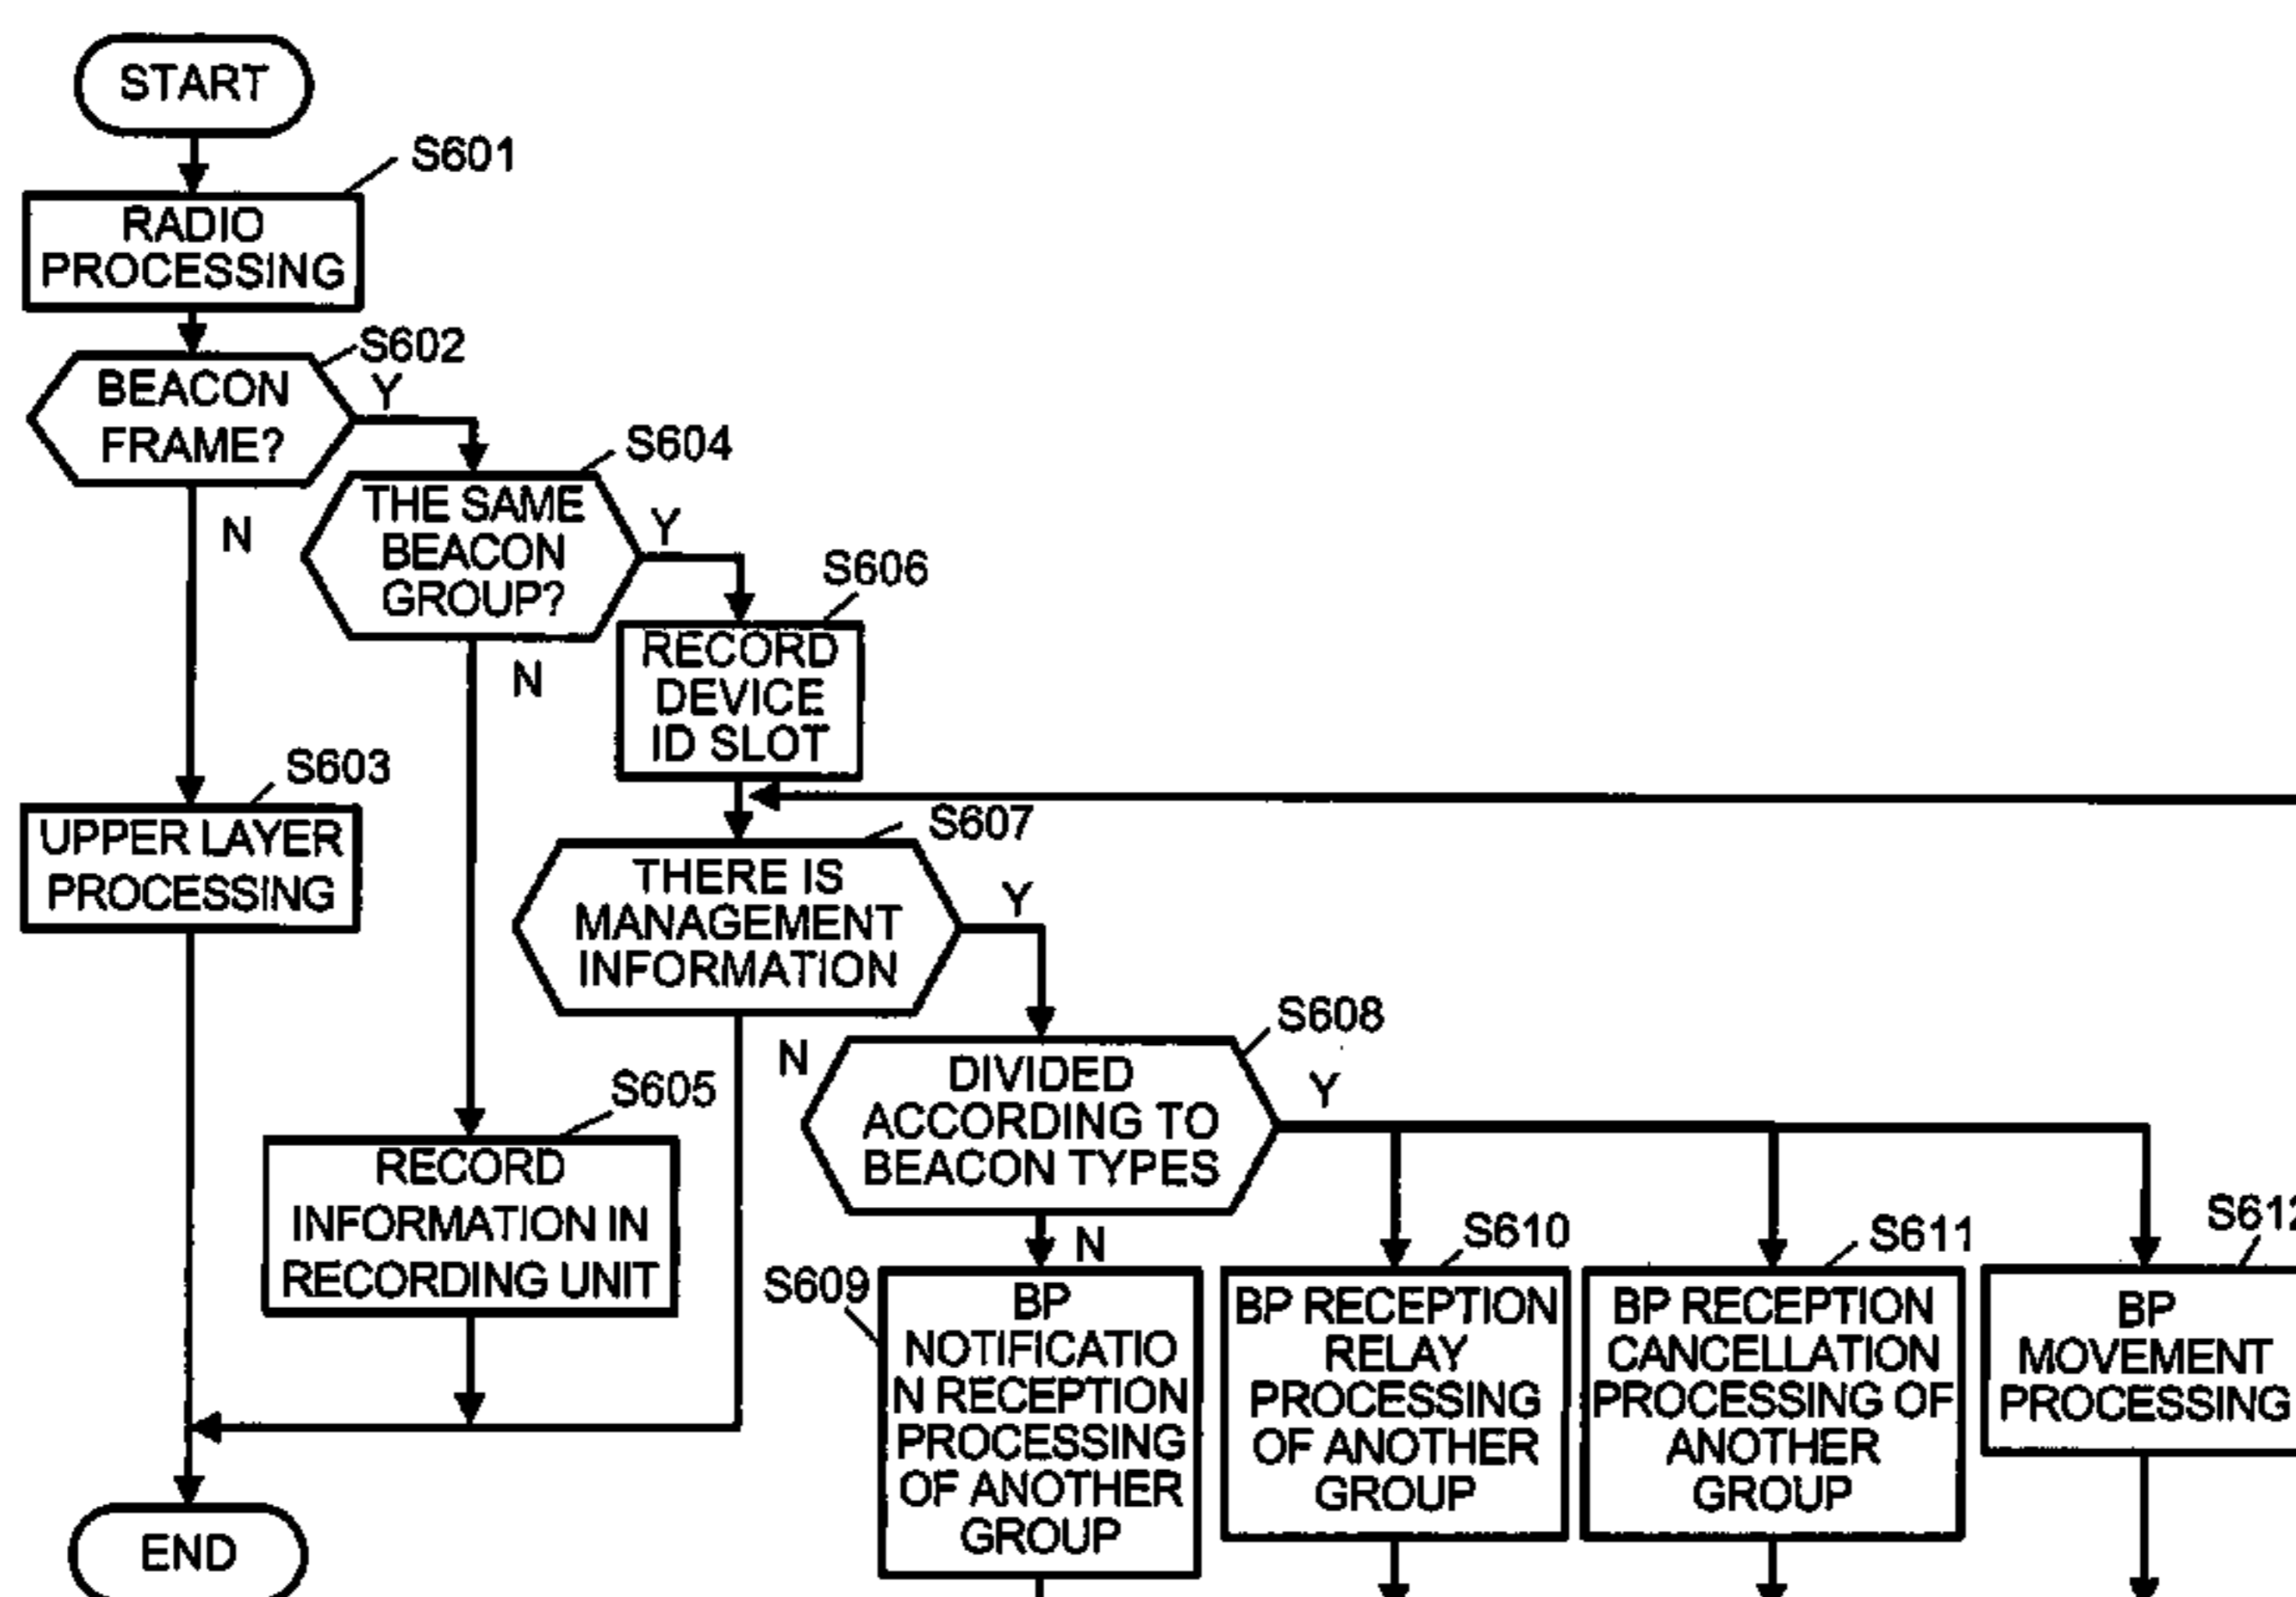 START
S601
RADIO
PROCESSING
S602
BEACON
FRAME?
Y
N
S604
THE SAME
BEACON
GROUP?
Y
N
S606
RECORD
DEVICE
ID SLOT
S603
UPPER LAYER
PROCESSING
S607
THERE IS
MANAGEMENT
INFORMATION
Y
N
S605
RECORD
INFORMATION IN
RECORDING UNIT
S608
DIVIDED
ACCORDING TO
BEACON TYPES
Y
N
S609
BP
NOTIFICATIO
N RECEPTION
PROCESSING
OF ANOTHER
GROUP
S610
BP RECEPTION
RELAY
PROCESSING
OF ANOTHER
GROUP
S611
BP RECEPTION
CANCELLATION
PROCESSING OF
ANOTHER
GROUP
S612
BP
MOVEMENT
PROCESSING
END